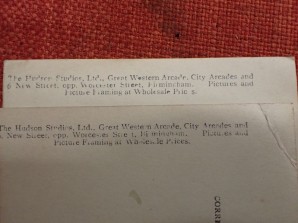 The Hudson Studios, Ltd., Great Western Arcade, City Arcades and
6 New Street, opp. Worcester Street, Birmingham. Pictures and
Picture Framing at Wholesale Prices.
The Hudson Studios, Ltd., Great Western Arcade, City Arcades and
New Street, opp. Worcester Street, Birmingham. Pictures and
Picture Framing at Wholesale Prices.